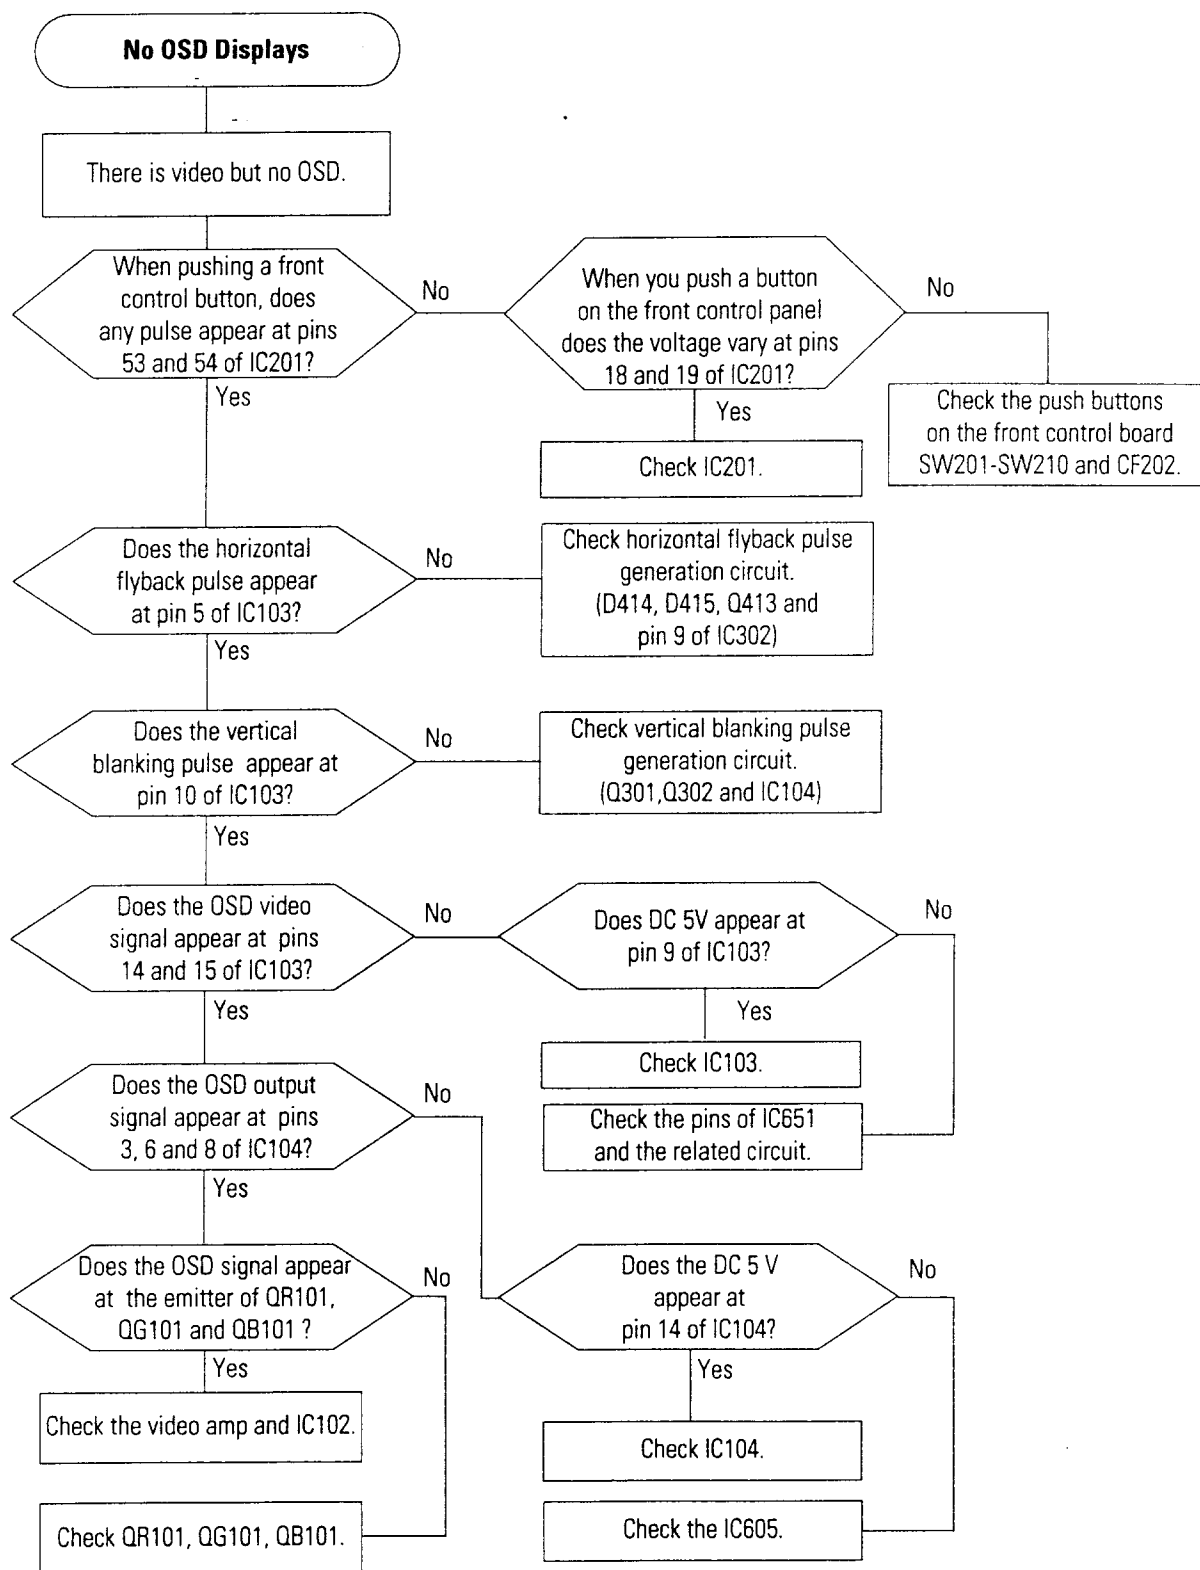 No OSD Displays
There is video but no OSD.
When pushing a front
control button, does
any pulse appear at pins
53 and 54 of IC201?
No
When you push a button
on the front control panel
does the voltage vary at pins
18 and 19 of IC201?
No
Yes
Yes
Check the push buttons
on the front control board
SW201-SW210 and CF202.
Check IC201.
Does the horizontal
flyback pulse appear
at pin 5 of IC103?
No
Check horizontal flyback pulse
generation circuit.
(D414, D415, Q413 and
pin 9 of IC302)
Yes
Does the vertical
blanking pulse appear at
pin 10 of IC103?
No
Check vertical blanking pulse
generation circuit.
(Q301,Q302 and IC104)
Yes
Does the OSD video
signal appear at pins
14 and 15 of IC103?
No
Does DC 5V appear at
pin 9 of IC103?
No
Yes
Yes
Check IC103.
Does the OSD output
signal appear at pins
3, 6 and 8 of IC104?
No
Check the pins of IC651
and the related circuit.
Yes
Does the OSD signal appear
at the emitter of QR101,
QG101 and QB101 ?
No
Does the DC 5 V
appear at
pin 14 of IC104?
No
Yes
Yes
Check the video amp and IC102.
Check IC104.
Check QR101, QG101, QB101.
Check the IC605.